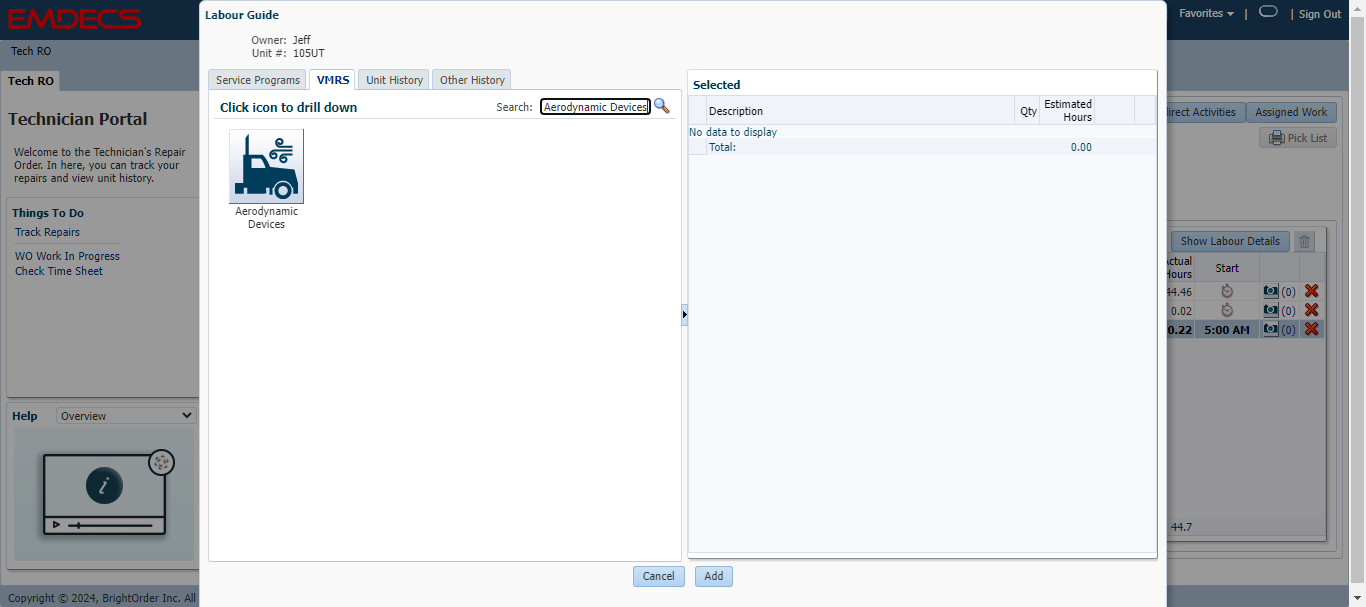 EMDECS
Favorites | | Sign Out
Tech RO
Tech RO
Technician Portal
Welcome to the Technician's Repair
Order. In here, you can track your
repairs and view unit history.
Things To Do
Track Repairs
WO Work In Progress
Check Time Sheet
Help Overview
i
Copyright © 2024, BrightOrder Inc. All
Labour Guide
Owner: Jeff
Unit #: 105UT
Service Programs VMRS Unit History Other History
Click icon to drill down Search: Aerodynamic Devices
Aerodynamic
Devices
Selected
Description Qty Estimated
Hours
No data to display
Total: 0.00
Cancel Add
irect Activities Assigned Work
Pick List
Show Labour Details
ctual
Hours Start
44.46 (0)
0.02 (0)
0.22 5:00 AM (0)
44.7